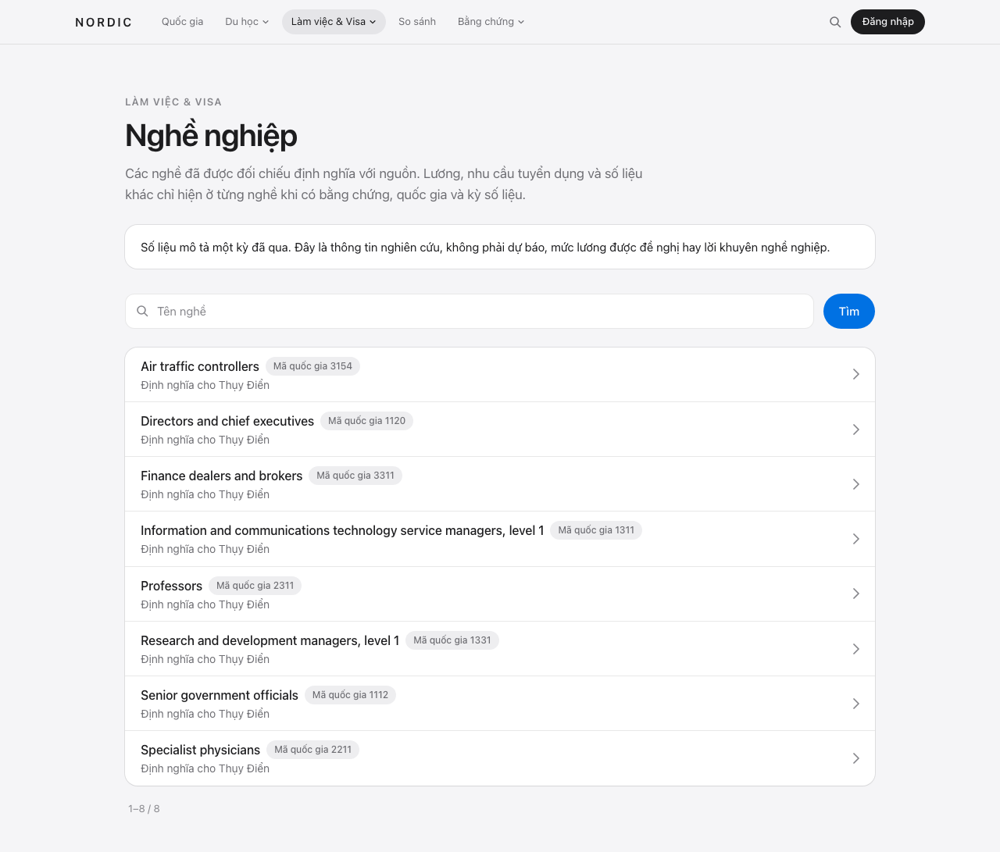 NORDIC
Quốc gia
Du học
Làm việc & Visa
So sánh
Bằng chứng
Đăng nhập
LÀM VIỆC & VISA
Nghề nghiệp
Các nghề đã được đối chiếu định nghĩa với nguồn. Lương, nhu cầu tuyển dụng và số liệu
khác chỉ hiện ở từng nghề khi có bằng chứng, quốc gia và kỳ số liệu.
Số liệu mô tả một kỳ đã qua. Đây là thông tin nghiên cứu, không phải dự báo, mức lương được đề nghị hay lời khuyên nghề nghiệp.
Tên nghề
Tìm
Air traffic controllers Mã quốc gia 3154
Định nghĩa cho Thụy Điển
Directors and chief executives Mã quốc gia 1120
Định nghĩa cho Thụy Điển
Finance dealers and brokers Mã quốc gia 3311
Định nghĩa cho Thụy Điển
Information and communications technology service managers, level 1 Mã quốc gia 1311
Định nghĩa cho Thụy Điển
Professors Mã quốc gia 2311
Định nghĩa cho Thụy Điển
Research and development managers, level 1 Mã quốc gia 1331
Định nghĩa cho Thụy Điển
Senior government officials Mã quốc gia 1112
Định nghĩa cho Thụy Điển
Specialist physicians Mã quốc gia 2211
Định nghĩa cho Thụy Điển
1–8 / 8